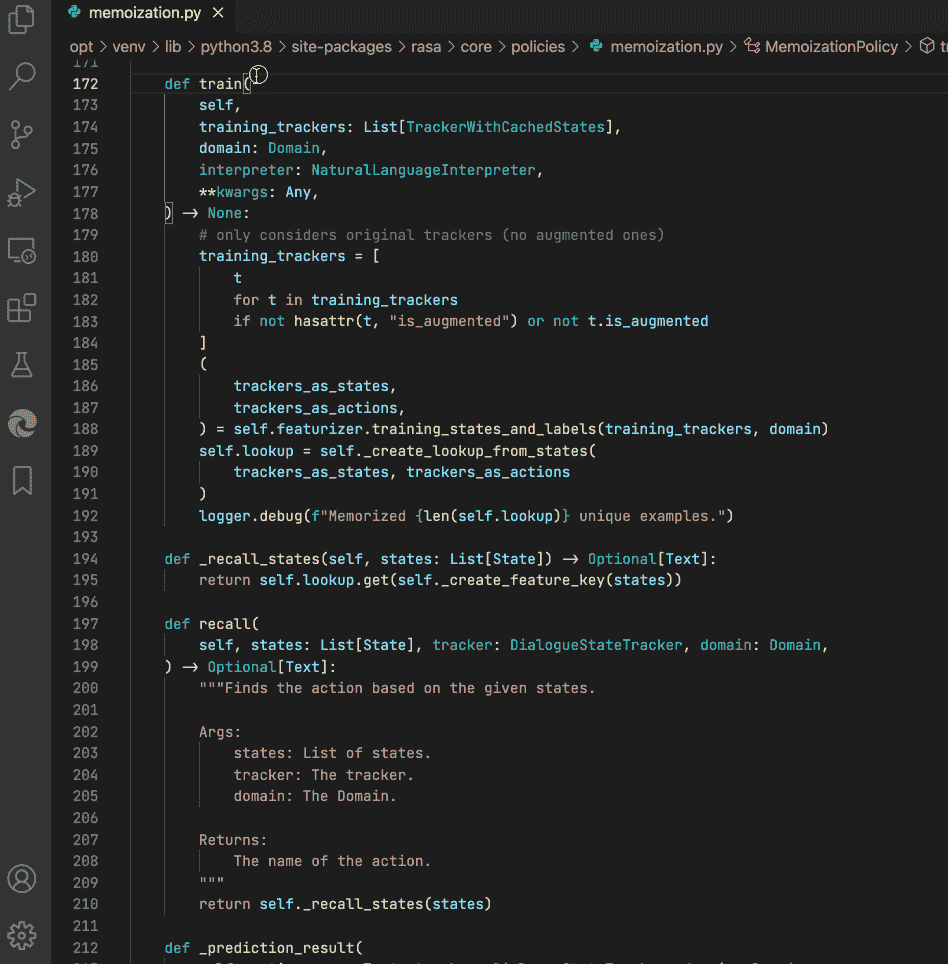 memoization.py
opt > venv > lib > python3.8 > site-packages > rasa > core > policies > memoization.py > MemoizationPolicy >
171
172 def train(
173 self,
174 training_trackers: List[TrackerWithCachedStates],
175 domain: Domain,
176 interpreter: NaturalLanguageInterpreter,
177 **kwargs: Any,
178 ) → None:
179 # only considers original trackers (no augmented ones)
180 training_trackers = [
181 t
182 for t in training_trackers
183 if not hasattr(t, "is_augmented") or not t.is_augmented
184 ]
185 (
186 trackers_as_states,
187 trackers_as_actions,
188 ) = self.featurizer.training_states_and_labels(training_trackers, domain)
189 self.lookup = self._create_lookup_from_states(
190 trackers_as_states, trackers_as_actions
191 )
192 logger.debug(f"Memorized {len(self.lookup)} unique examples.")
193
194 def _recall_states(self, states: List[State]) → Optional[Text]:
195 return self.lookup.get(self._create_feature_key(states))
196
197 def recall(
198 self, states: List[State], tracker: DialogueStateTracker, domain: Domain,
199 ) → Optional[Text]:
200 """Finds the action based on the given states.
201
202 Args:
203 states: List of states.
204 tracker: The tracker.
205 domain: The Domain.
206
207 Returns:
208 The name of the action.
209 """
210 return self._recall_states(states)
211
212 def _prediction_result(